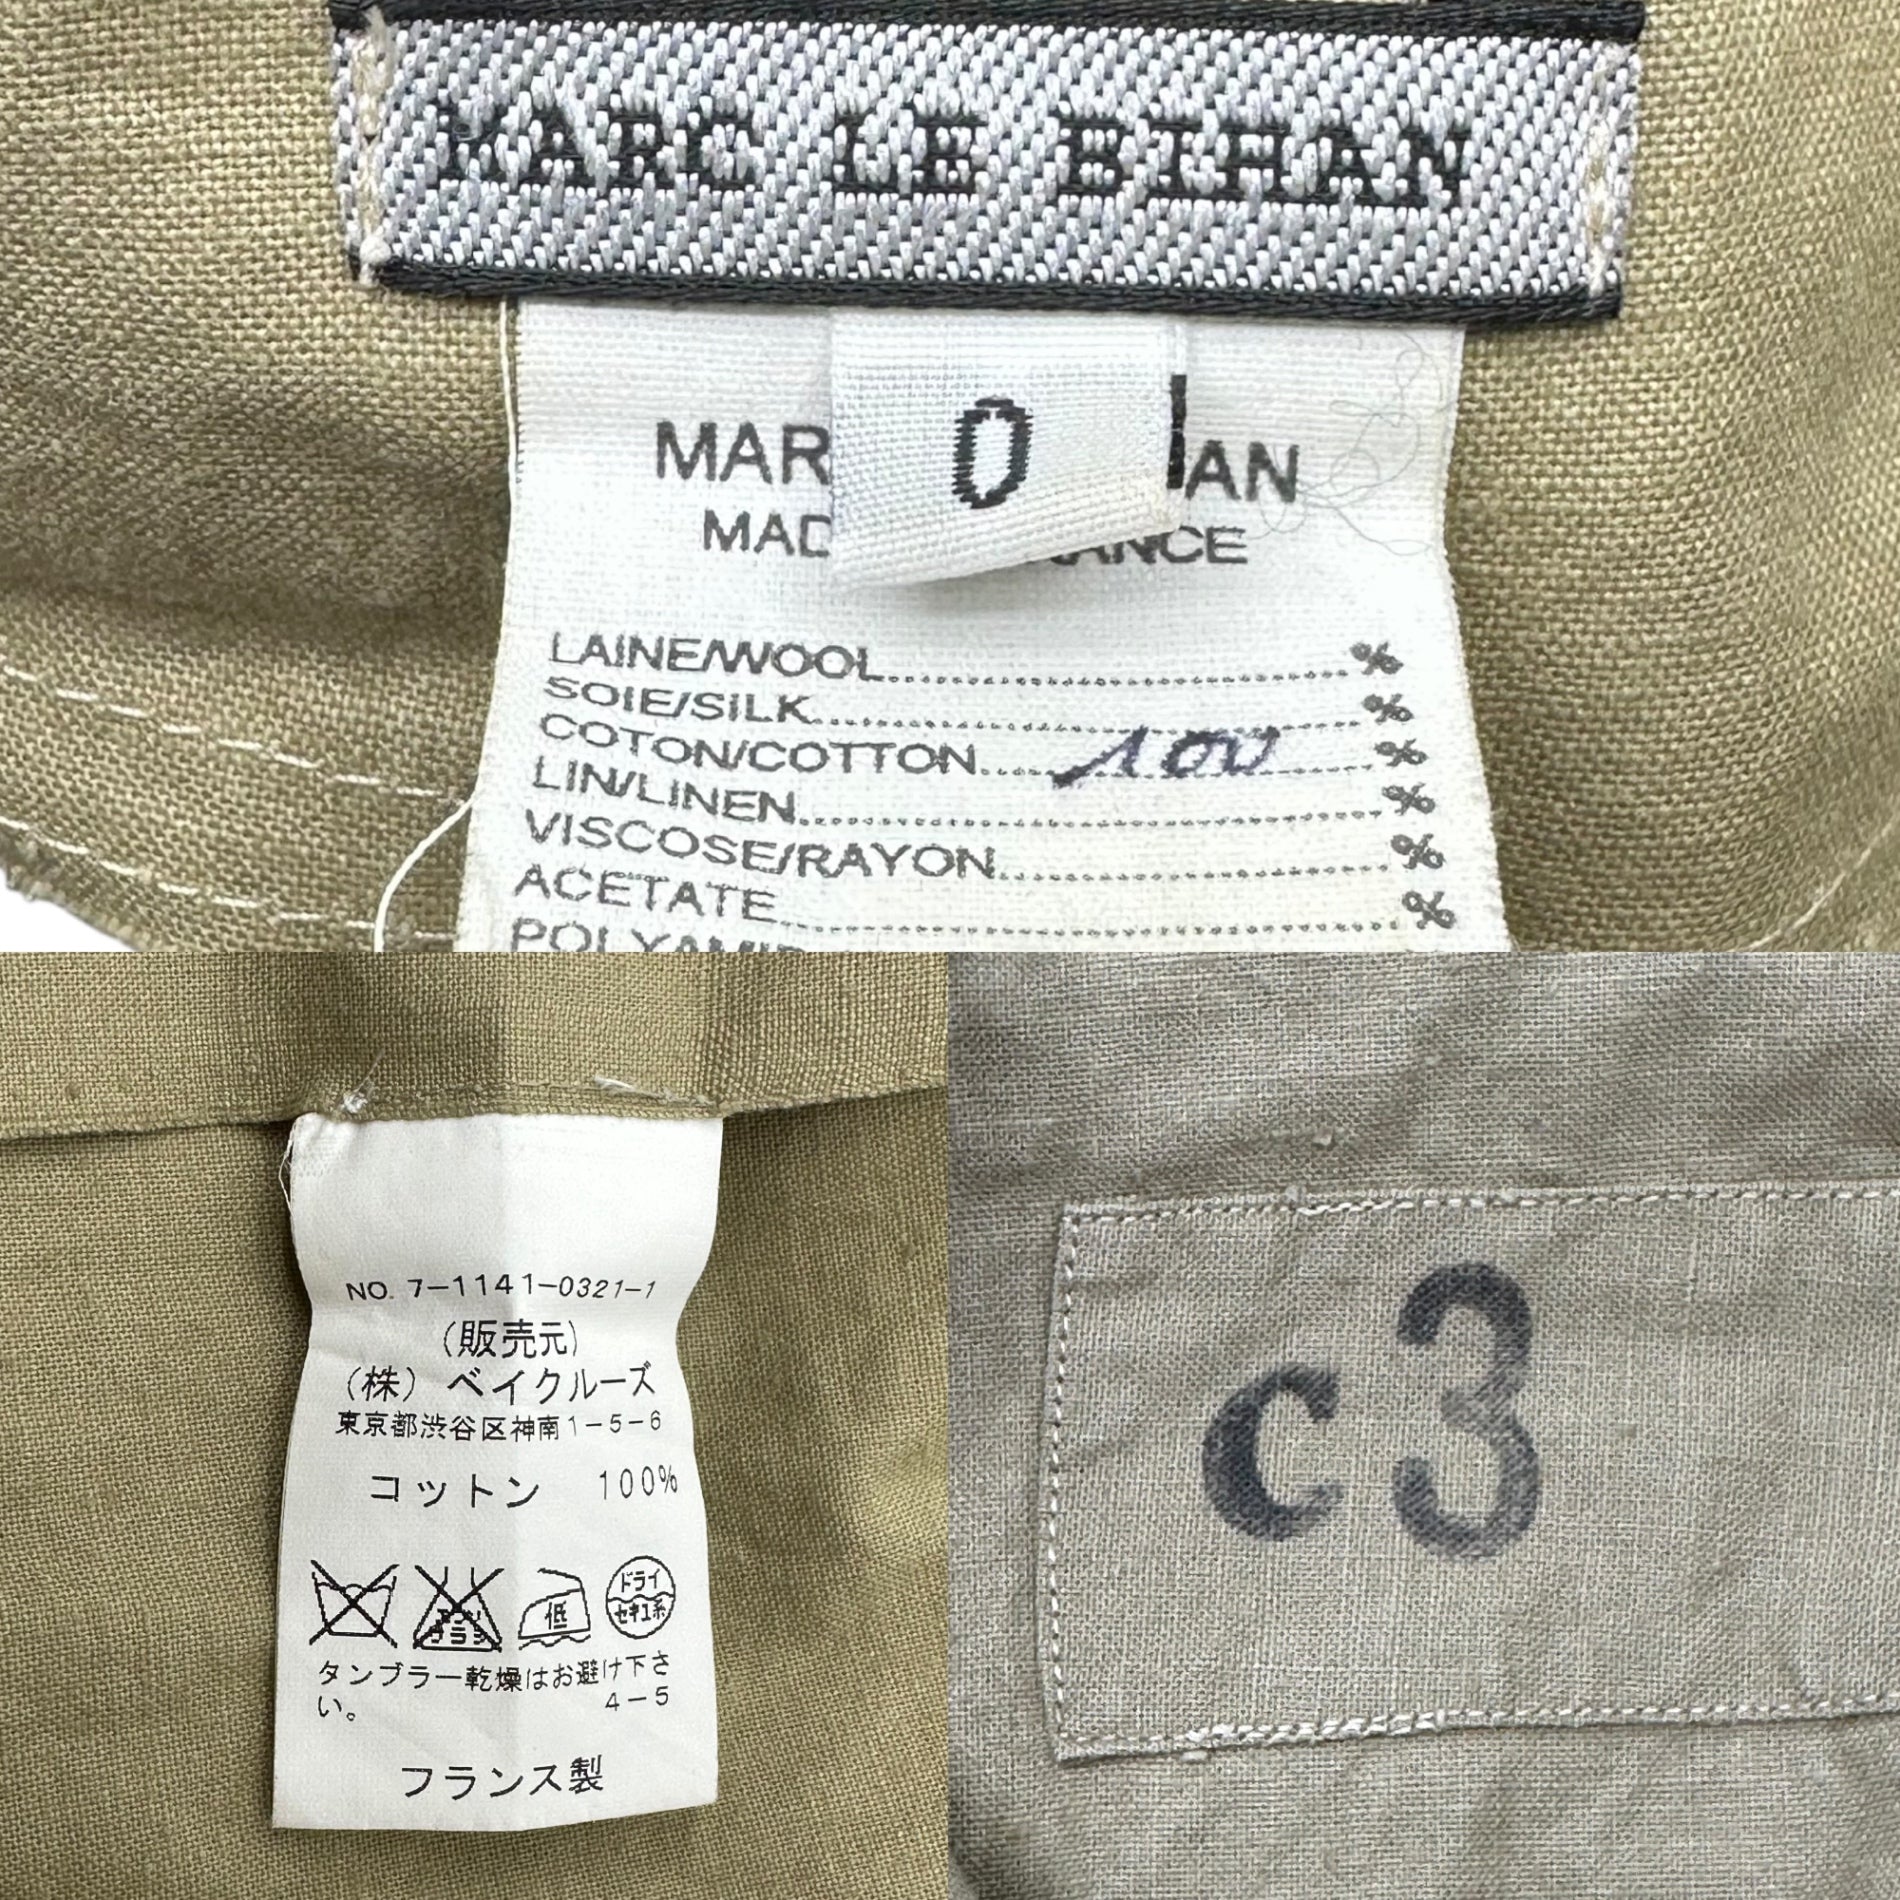 MARC LE BIHAN
0
MAR AN
MAD ANCE
LAINE/WOOL.....%
SOIE/SILK.....%
COTON/COTTON.....100.....%
LIN/LINEN.....%
VISCOSE/RAYON.....%
ACETATE.....%
NO. 7-1141-0321-1
(販売元)
(株) ベイクルーズ
東京都渋谷区神南1-5-6
コットン 100%
低
ドライ
セキユ系
タンブラー乾燥はお避け下さ
い。 4-5
フランス製
c3